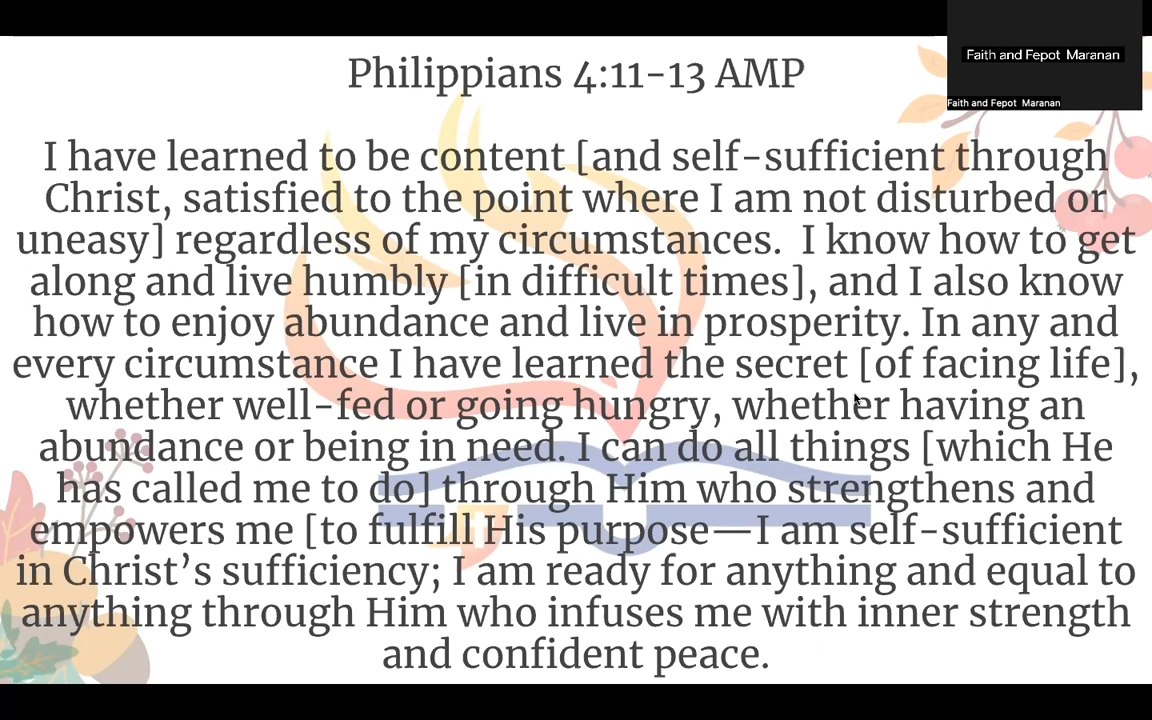 Faith and Fepot Maranan
Faith and Fepot Maranan
Philippians 4:11-13 AMP
I have learned to be content [and self-sufficient through
Christ, satisfied to the point where I am not disturbed or
uneasy] regardless of my circumstances.  I know how to get
along and live humbly [in difficult times], and I also know
how to enjoy abundance and live in prosperity. In any and
every circumstance I have learned the secret [of facing life],
whether well-fed or going hungry, whether having an
abundance or being in need. I can do all things [which He
has called me to do] through Him who strengthens and
empowers me [to fulfill His purpose—I am self-sufficient
in Christ’s sufficiency; I am ready for anything and equal to
anything through Him who infuses me with inner strength
and confident peace.